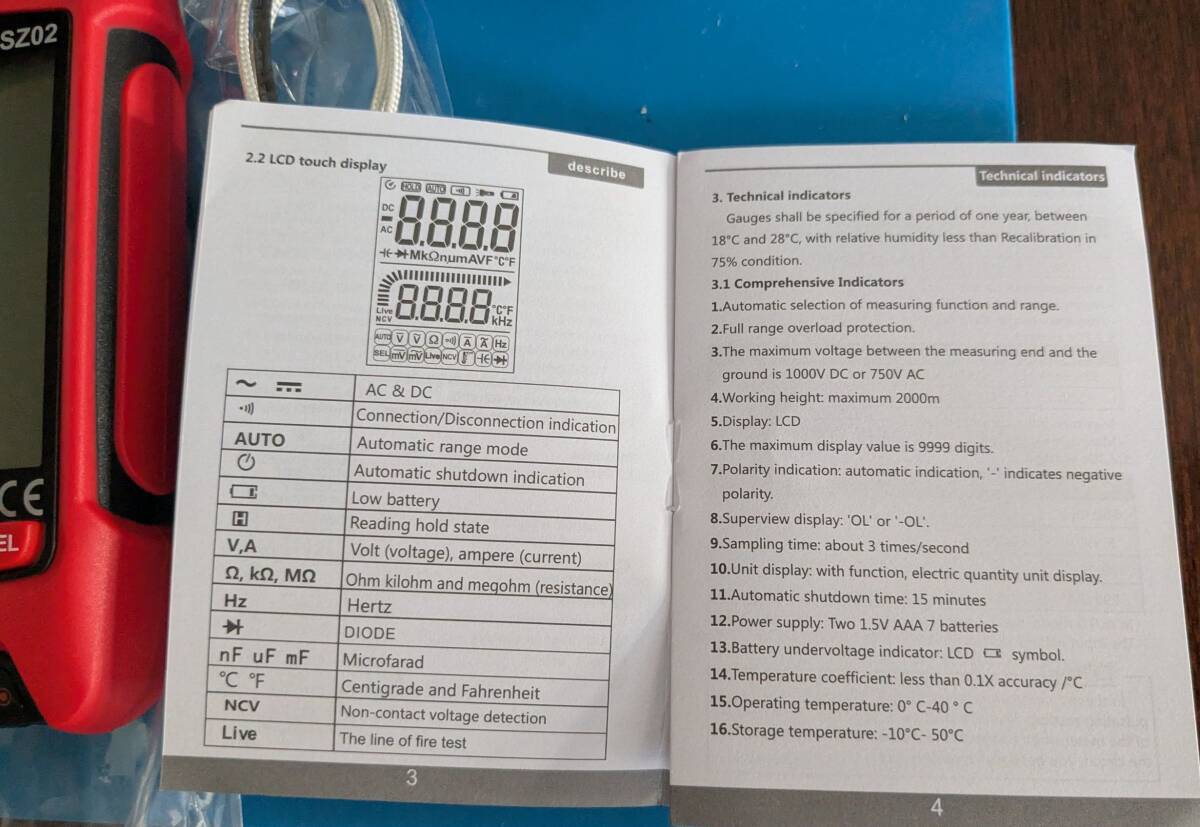 SZ02
CE
EL
2.2 LCD touch display
describe
HOLD AUTO
DC
AC
8.8.8.8
MkΩnμmAVF°C°F
8.8.8.8
Live
NCV
°C°F
kHz
AUTO V V Ω A A Hz
SEL mV mV Live NCV
AC & DC
Connection/Disconnection indication
AUTO Automatic range mode
Automatic shutdown indication
Low battery
H Reading hold state
V,A Volt (voltage), ampere (current)
Ω, kΩ, MΩ Ohm kilohm and megohm (resistance)
Hz Hertz
DIODE
nF uF mF Microfarad
°C °F Centigrade and Fahrenheit
NCV Non-contact voltage detection
Live The line of fire test
3
Technical indicators
3. Technical indicators
Gauges shall be specified for a period of one year, between
18°C and 28°C, with relative humidity less than Recalibration in
75% condition.
3.1 Comprehensive Indicators
1.Automatic selection of measuring function and range.
2.Full range overload protection.
3.The maximum voltage between the measuring end and the
ground is 1000V DC or 750V AC
4.Working height: maximum 2000m
5.Display: LCD
6.The maximum display value is 9999 digits.
7.Polarity indication: automatic indication, '-' indicates negative
polarity.
8.Superview display: 'OL' or '-OL'.
9.Sampling time: about 3 times/second
10.Unit display: with function, electric quantity unit display.
11.Automatic shutdown time: 15 minutes
12.Power supply: Two 1.5V AAA 7 batteries
13.Battery undervoltage indicator: LCD symbol.
14.Temperature coefficient: less than 0.1X accuracy /°C
15.Operating temperature: 0° C-40 ° C
16.Storage temperature: -10°C- 50°C
4